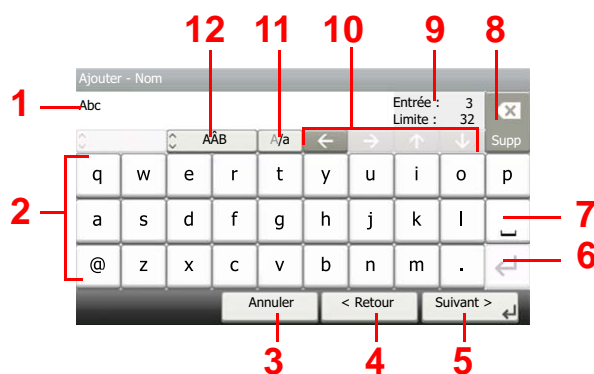 12 11 10 9 8
Ajouter - Nom
1 Abc Entrée : 3
Limite : 32
AÂB A/a ← → ↑ ↓ Supp
q w e r t y u i o p
2 a s d f g h j k l 7
6
@ z x c v b n m .
Annuler < Retour Suivant >
3 4 5